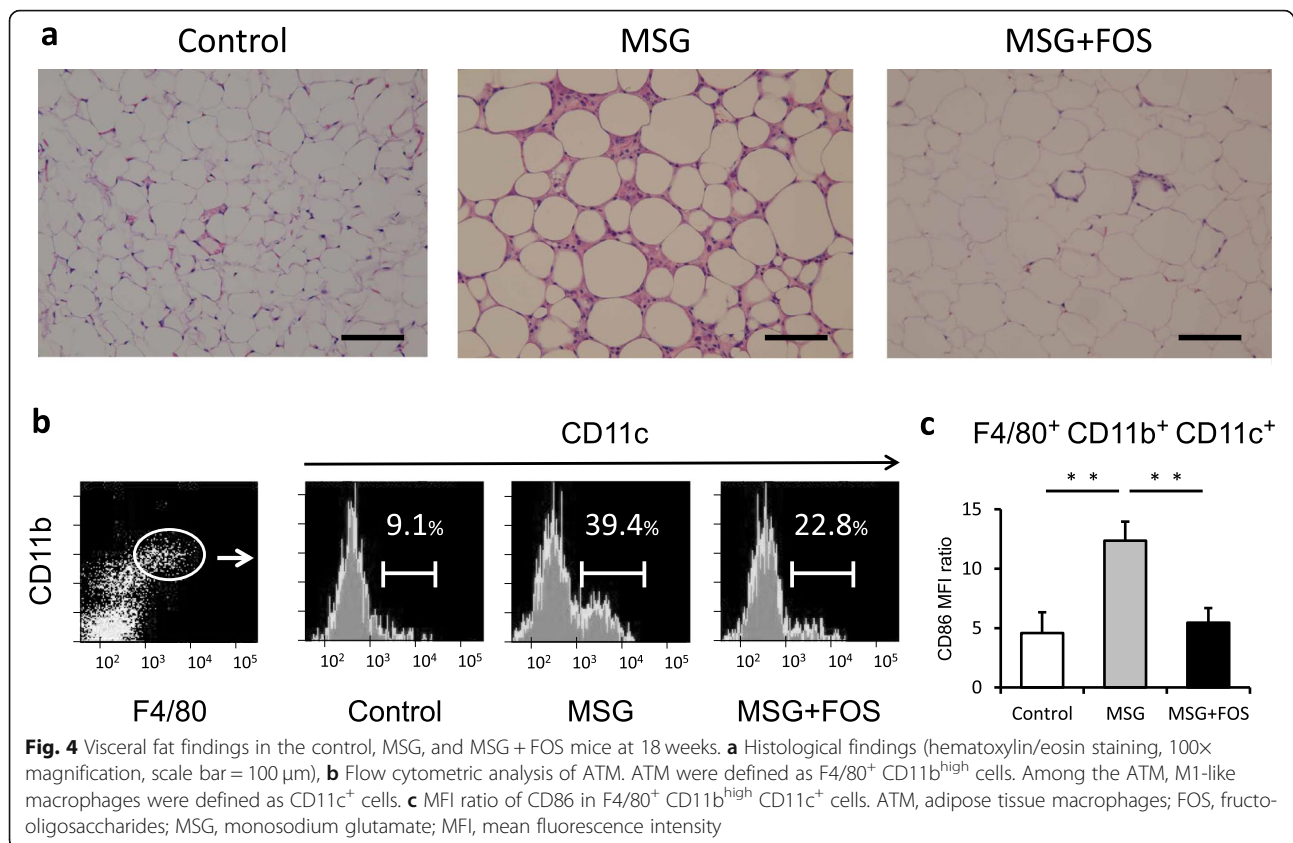 a
Control MSG MSG+FOS
b
CD11c
CD11b
9.1% 39.4% 22.8%
10² 10³ 10⁴ 10⁵ 10² 10³ 10⁴ 10⁵ 10² 10³ 10⁴ 10⁵ 10² 10³ 10⁴ 10⁵
F4/80 Control MSG MSG+FOS
c F4/80⁺ CD11b⁺ CD11c⁺
* * * *
CD86 MFI ratio
15
10
5
0
Control MSG MSG+FOS
Fig. 4 Visceral fat findings in the control, MSG, and MSG + FOS mice at 18 weeks. a Histological findings (hematoxylin/eosin staining, 100×
magnification, scale bar = 100 μm), b Flow cytometric analysis of ATM. ATM were defined as F4/80⁺ CD11bʰⁱᵍʰ cells. Among the ATM, M1-like
macrophages were defined as CD11c⁺ cells. c MFI ratio of CD86 in F4/80⁺ CD11bʰⁱᵍʰ CD11c⁺ cells. ATM, adipose tissue macrophages; FOS, fructo-
oligosaccharides; MSG, monosodium glutamate; MFI, mean fluorescence intensity